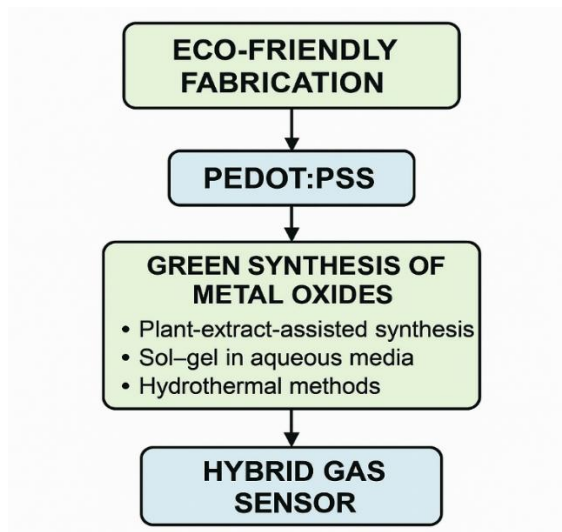 ECO-FRIENDLY
FABRICATION
PEDOT:PSS
GREEN SYNTHESIS OF
METAL OXIDES
• Plant-extract-assisted synthesis
• Sol–gel in aqueous media
• Hydrothermal methods
HYBRID GAS
SENSOR